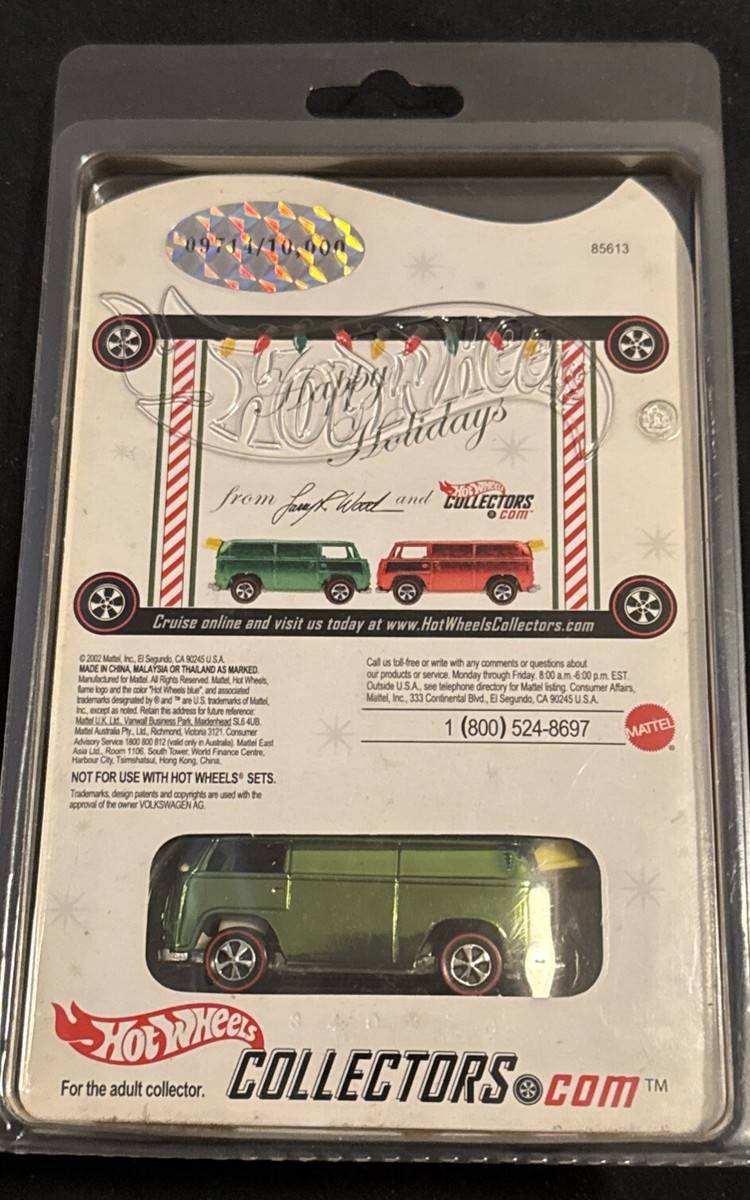 09714/10,000
85613
Hot Wheels
Happy
Holidays
from Larry R. Wood and Hot Wheels COLLECTORS.COM™
Cruise online and visit us today at www.HotWheelsCollectors.com
© 2002 Mattel, Inc., El Segundo, CA 90245 U.S.A.
MADE IN CHINA, MALAYSIA OR THAILAND AS MARKED.
Manufactured for Mattel. All Rights Reserved. Mattel, Hot Wheels,
flame logo and the color "Hot Wheels blue", and associated
trademarks designated by ® and ™ are U.S. trademarks of Mattel,
Inc., except as noted. Retain this address for future reference:
Mattel U.K. Ltd., Vanwall Business Park, Maidenhead SL6 4UB.
Mattel Australia Pty., Ltd., Richmond, Victoria 3121. Consumer
Advisory Service 1800 800 812 (valid only in Australia). Mattel East
Asia Ltd., Room 1106, South Tower, World Finance Centre,
Harbour City, Tsimshatsui, Hong Kong, China.
NOT FOR USE WITH HOT WHEELS® SETS.
Trademarks, design patents and copyrights are used with the
approval of the owner VOLKSWAGEN AG.
Call us toll-free or write with any comments or questions about
our products or service. Monday through Friday, 8:00 a.m.-6:00 p.m. EST.
Outside U.S.A., see telephone directory for Mattel listing. Consumer Affairs,
Mattel, Inc., 333 Continental Blvd., El Segundo, CA 90245 U.S.A.
1 (800) 524-8697
MATTEL®
Hot Wheels
COLLECTORS.com™
For the adult collector.